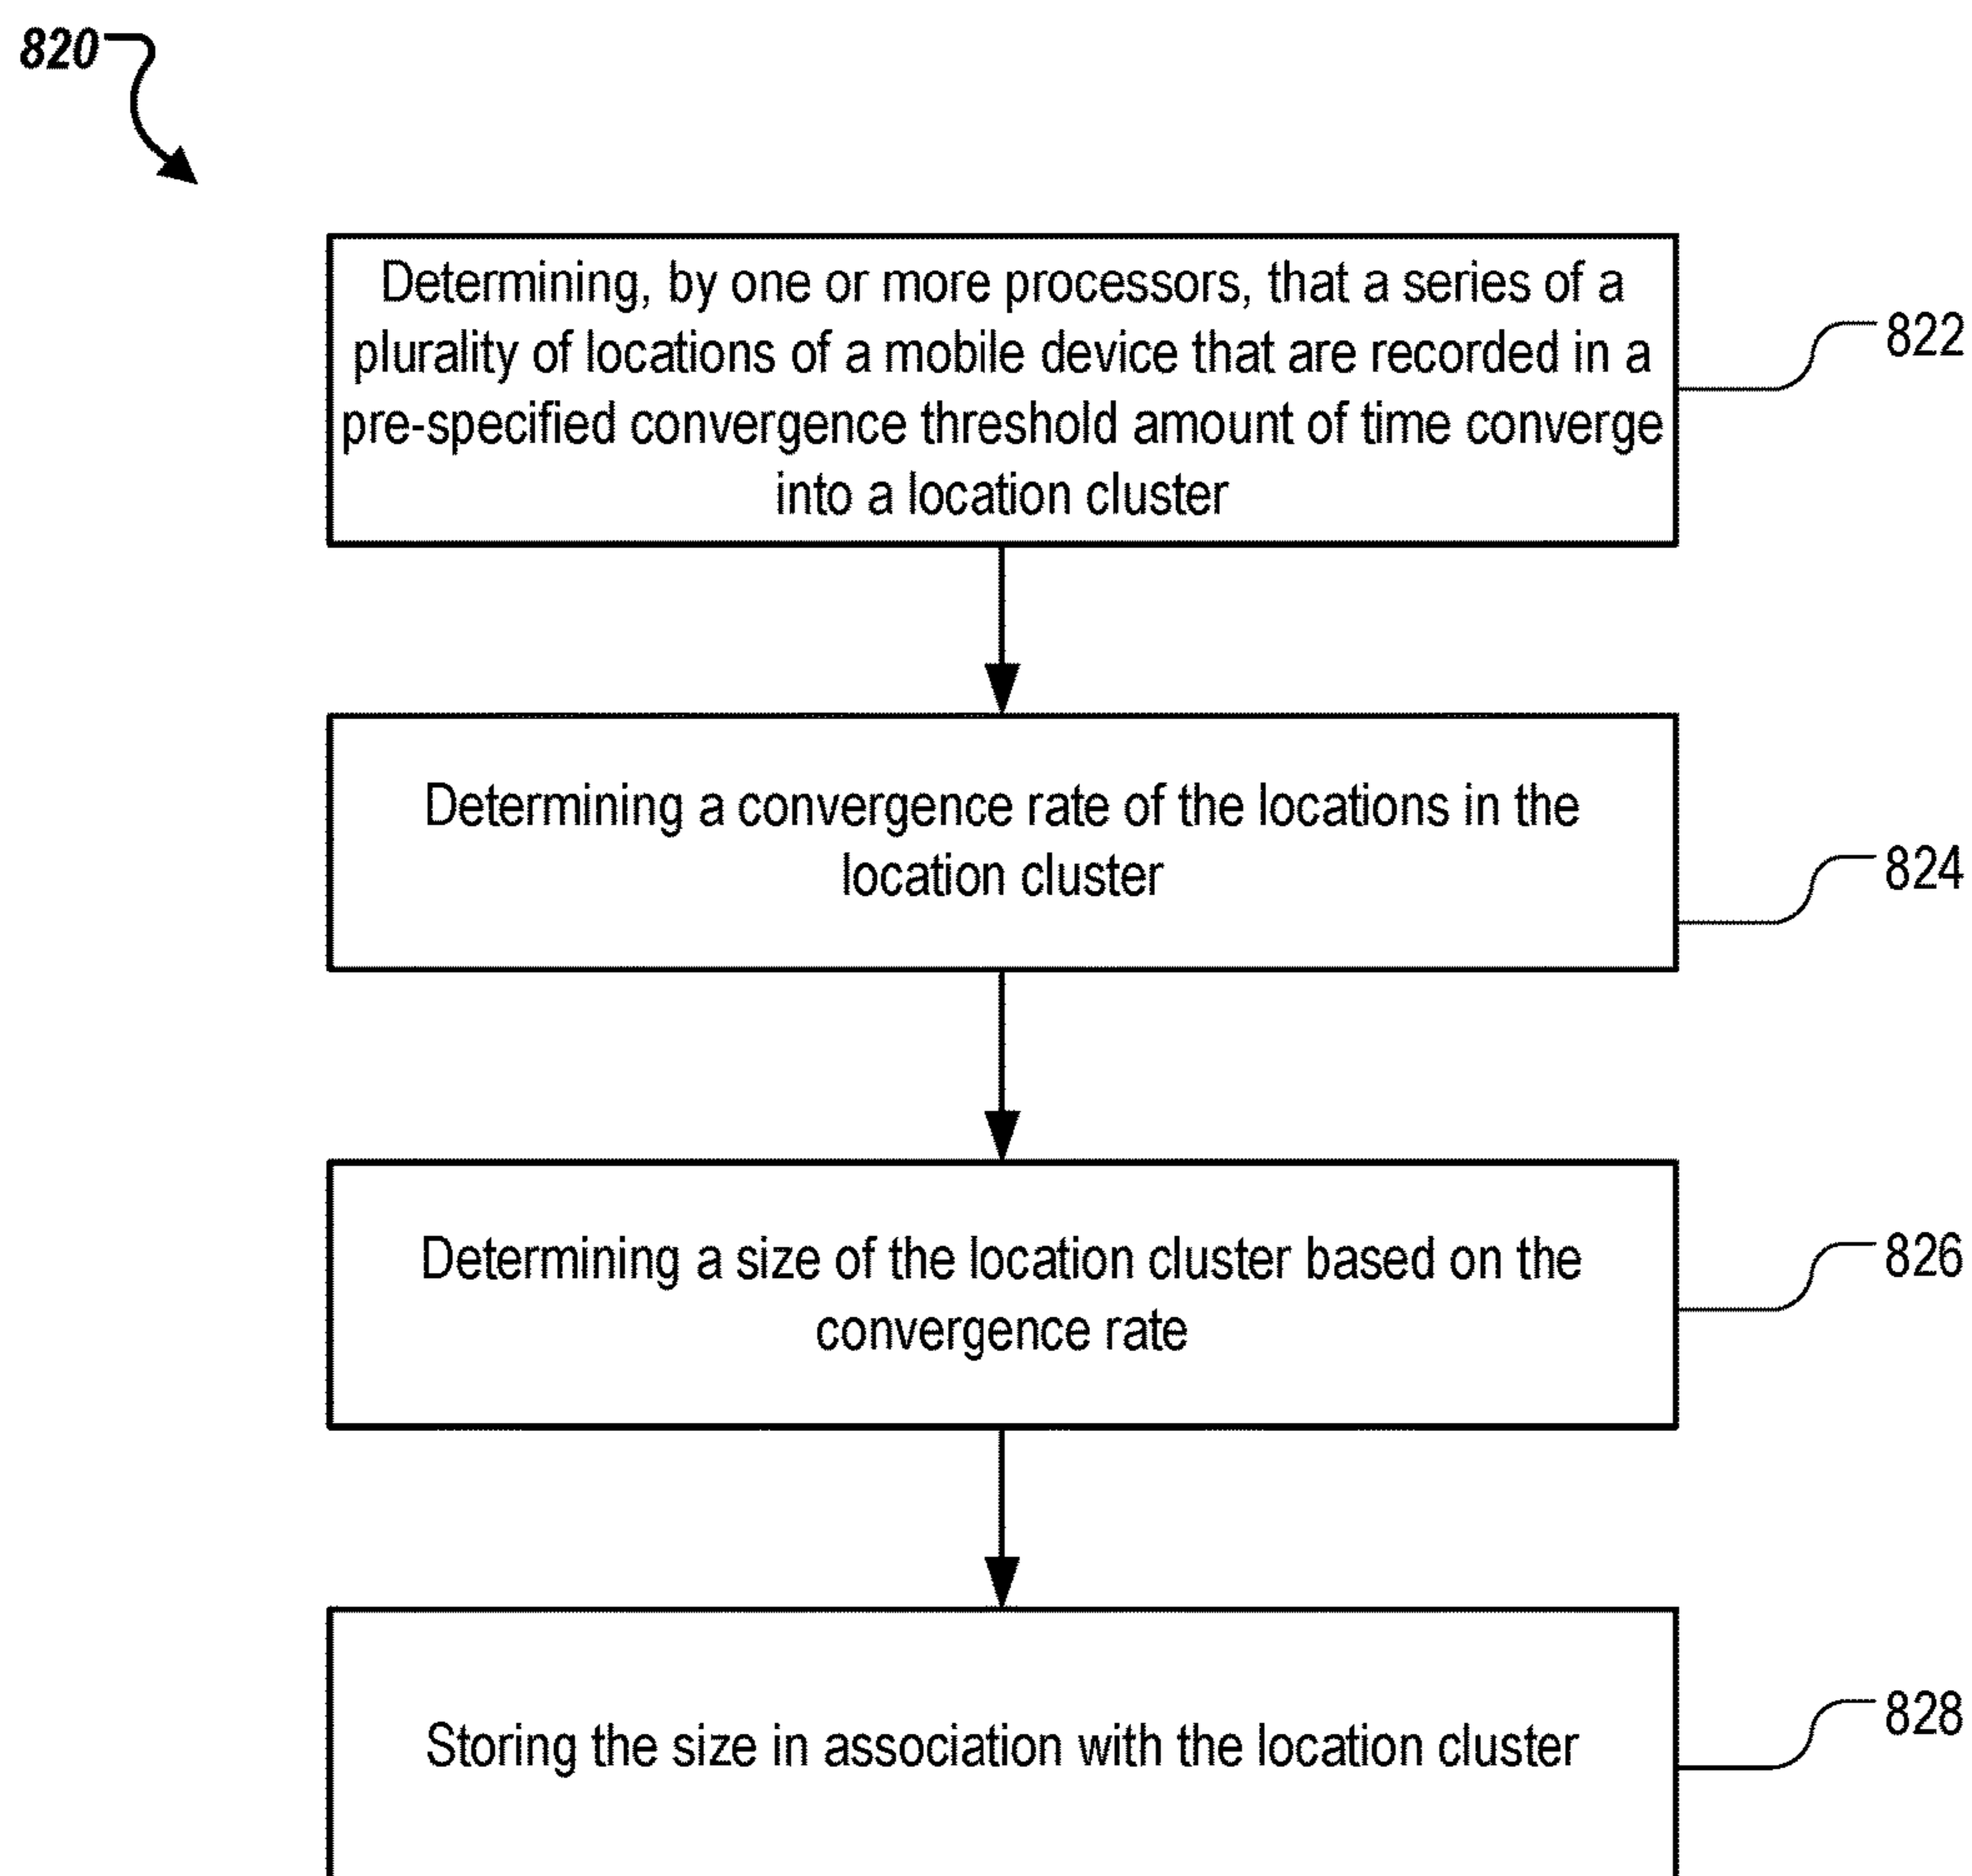 820
Determining, by one or more processors, that a series of a
plurality of locations of a mobile device that are recorded in a
pre-specified convergence threshold amount of time converge
into a location cluster
822
Determining a convergence rate of the locations in the
location cluster
824
Determining a size of the location cluster based on the
convergence rate
826
Storing the size in association with the location cluster
828